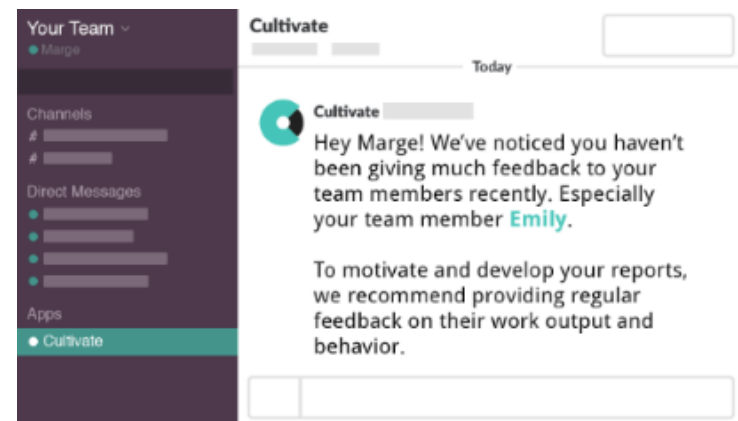 Your Team
Marge
Channels
#
#
Direct Messages
Apps
Cultivate
Cultivate
Today
Cultivate
Hey Marge! We've noticed you haven't
been giving much feedback to your
team members recently. Especially
your team member Emily.
To motivate and develop your reports,
we recommend providing regular
feedback on their work output and
behavior.